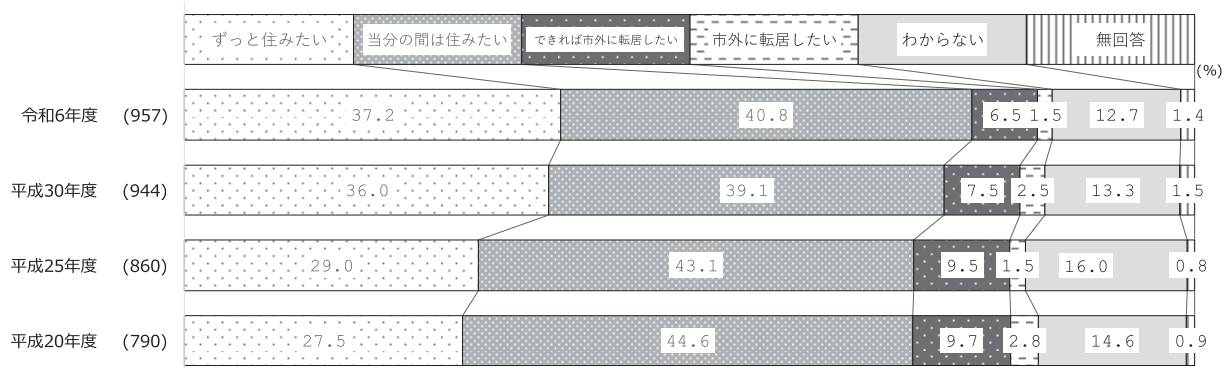 ずっと住みたい 当分の間は住みたい できれば市外に転居したい 市外に転居したい わからない 無回答
(%)
令和6年度 (957) 37.2 40.8 6.5 1.5 12.7 1.4
平成30年度 (944) 36.0 39.1 7.5 2.5 13.3 1.5
平成25年度 (860) 29.0 43.1 9.5 1.5 16.0 0.8
平成20年度 (790) 27.5 44.6 9.7 2.8 14.6 0.9